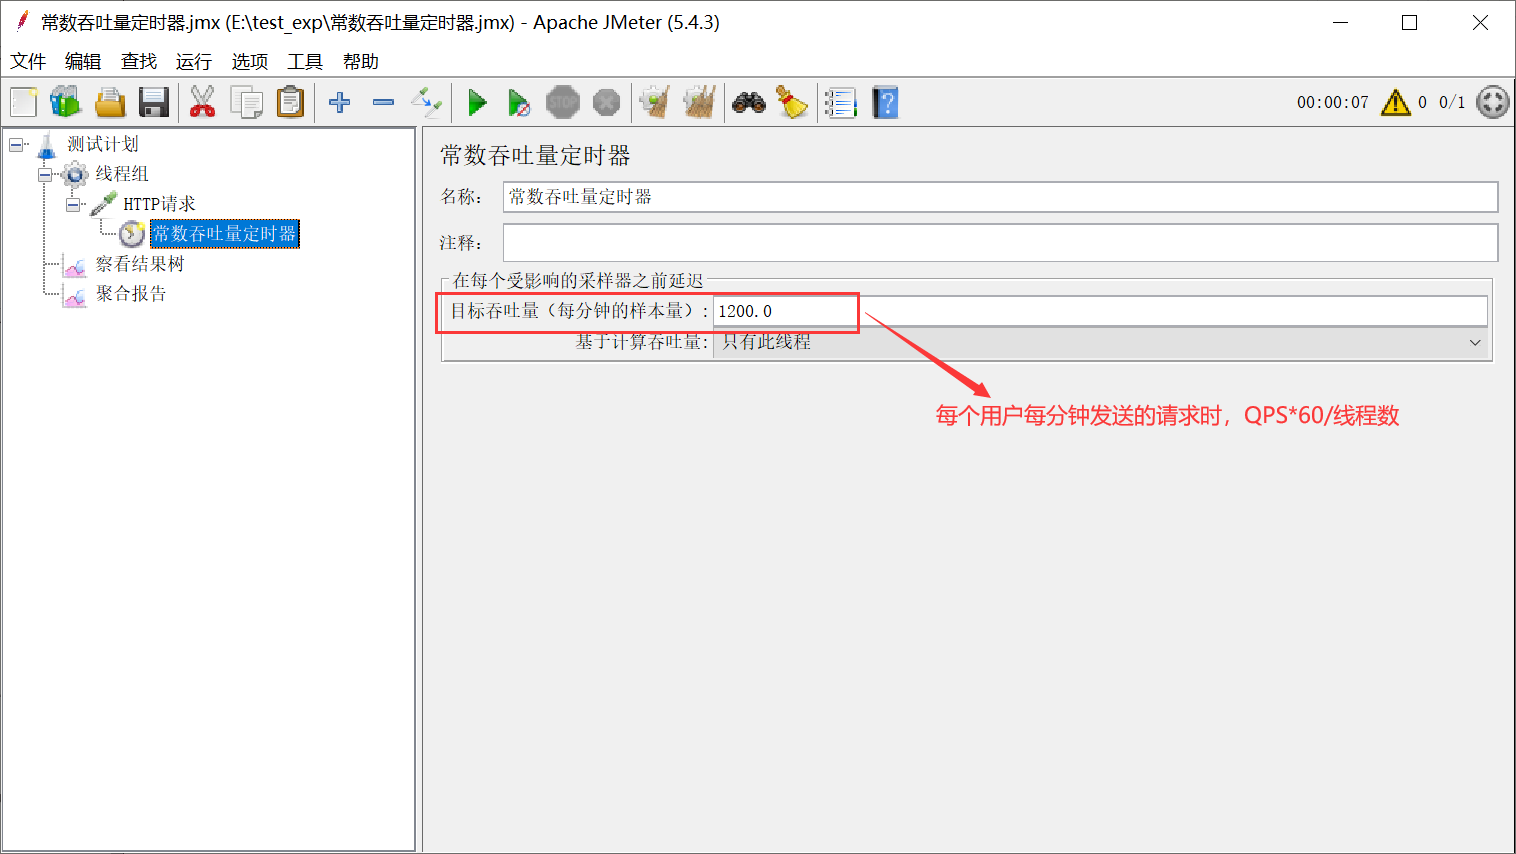 常数吞吐量定时器.jmx (E:\test_exp\常数吞吐量定时器.jmx) - Apache JMeter (5.4.3)
文件 编辑 查找 运行 选项 工具 帮助
STOP
00:00:07 0 0/1
测试计划
线程组
HTTP请求
常数吞吐量定时器
察看结果树
聚合报告
常数吞吐量定时器
名称: 常数吞吐量定时器
注释:
在每个受影响的采样器之前延迟
目标吞吐量（每分钟的样本量）: 1200.0
基于计算吞吐量: 只有此线程
每个用户每分钟发送的请求时，QPS*60/线程数